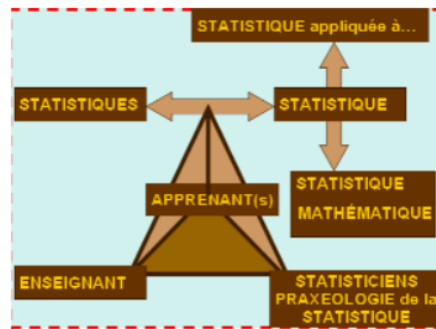 STATISTIQUE appliquée à...
STATISTIQUES
STATISTIQUE
STATISTIQUE
MATHÉMATIQUE
APPRENANT(s)
ENSEIGNANT
STATISTICIENS
PRAXEOLOGIE de la
STATISTIQUE